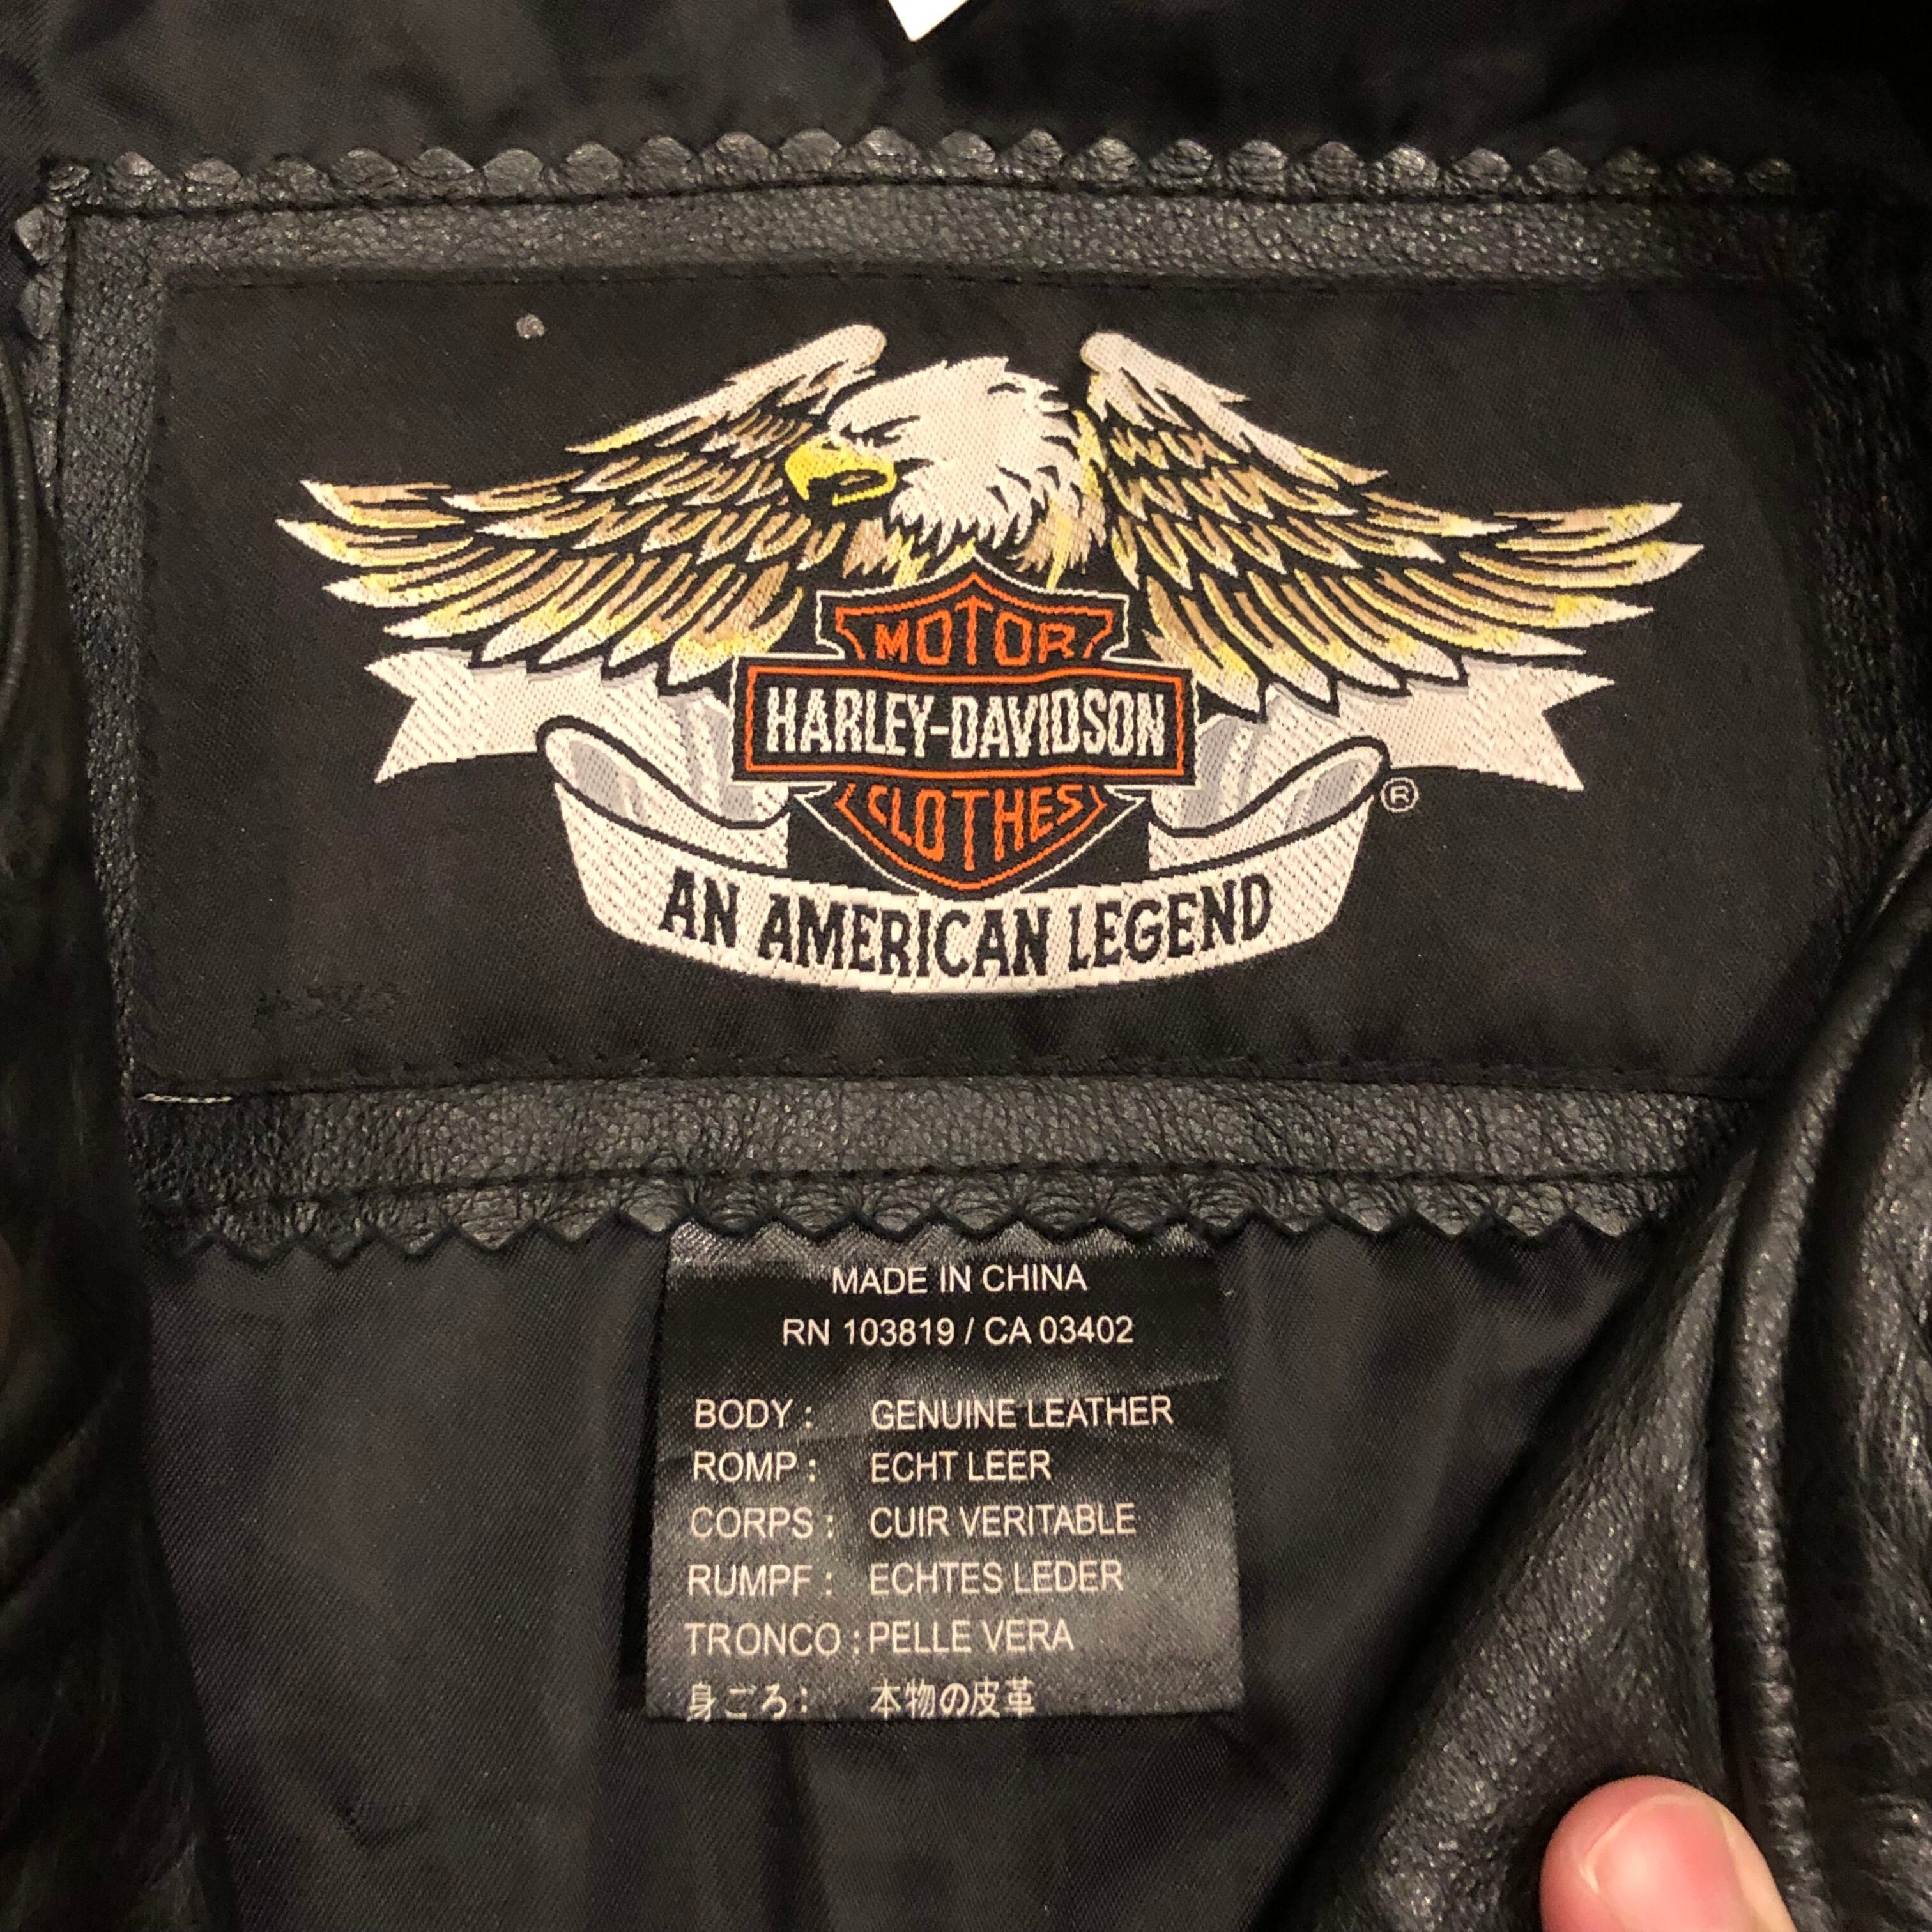 MOTOR
HARLEY-DAVIDSON
CLOTHES
®
AN AMERICAN LEGEND
MADE IN CHINA
RN 103819 / CA 03402
BODY : GENUINE LEATHER
ROMP : ECHT LEER
CORPS : CUIR VERITABLE
RUMPF : ECHTES LEDER
TRONCO : PELLE VERA
身ごろ : 本物の皮革